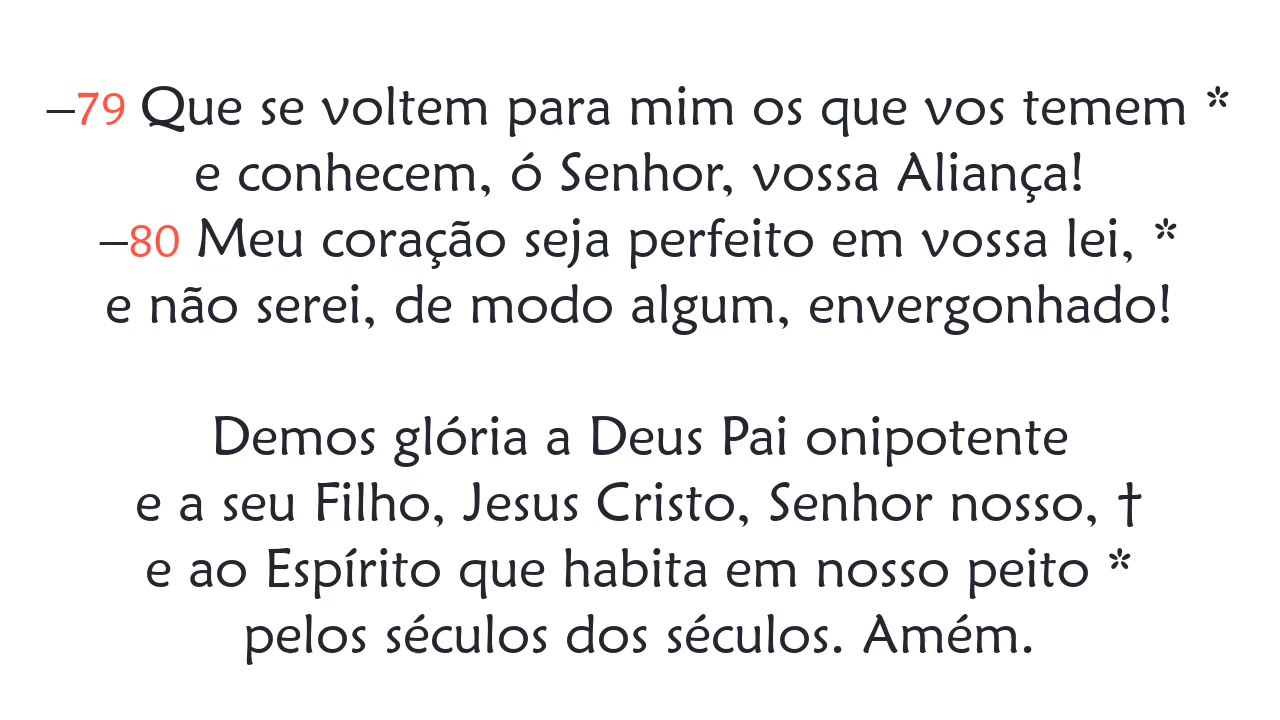 –79 Que se voltem para mim os que vos temem *
e conhecem, ó Senhor, vossa Aliança!
–80 Meu coração seja perfeito em vossa lei, *
e não serei, de modo algum, envergonhado!
Demos glória a Deus Pai onipotente
e a seu Filho, Jesus Cristo, Senhor nosso, †
e ao Espírito que habita em nosso peito *
pelos séculos dos séculos. Amém.